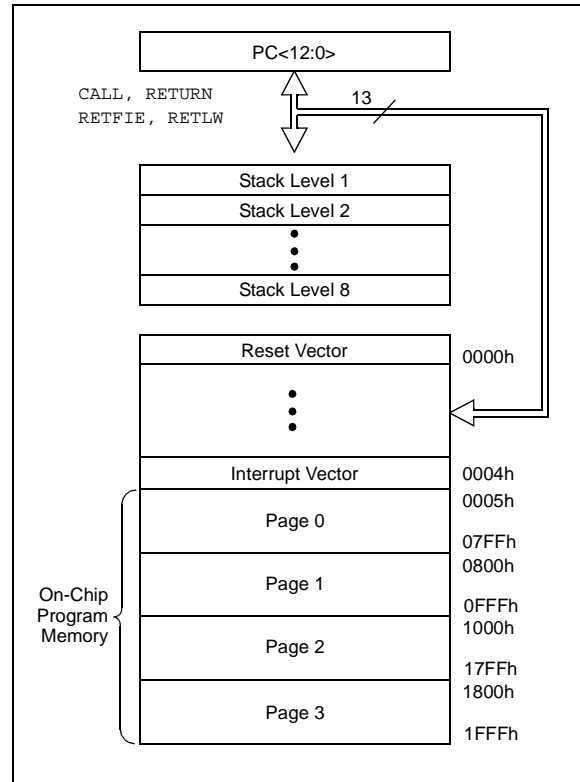 PC<12:0>
CALL, RETURN
RETFIE, RETLW
13
Stack Level 1
Stack Level 2
Stack Level 8
Reset Vector
0000h
Interrupt Vector
0004h
0005h
Page 0
07FFh
0800h
Page 1
0FFFh
1000h
Page 2
17FFh
1800h
Page 3
1FFFh
On-Chip
Program
Memory